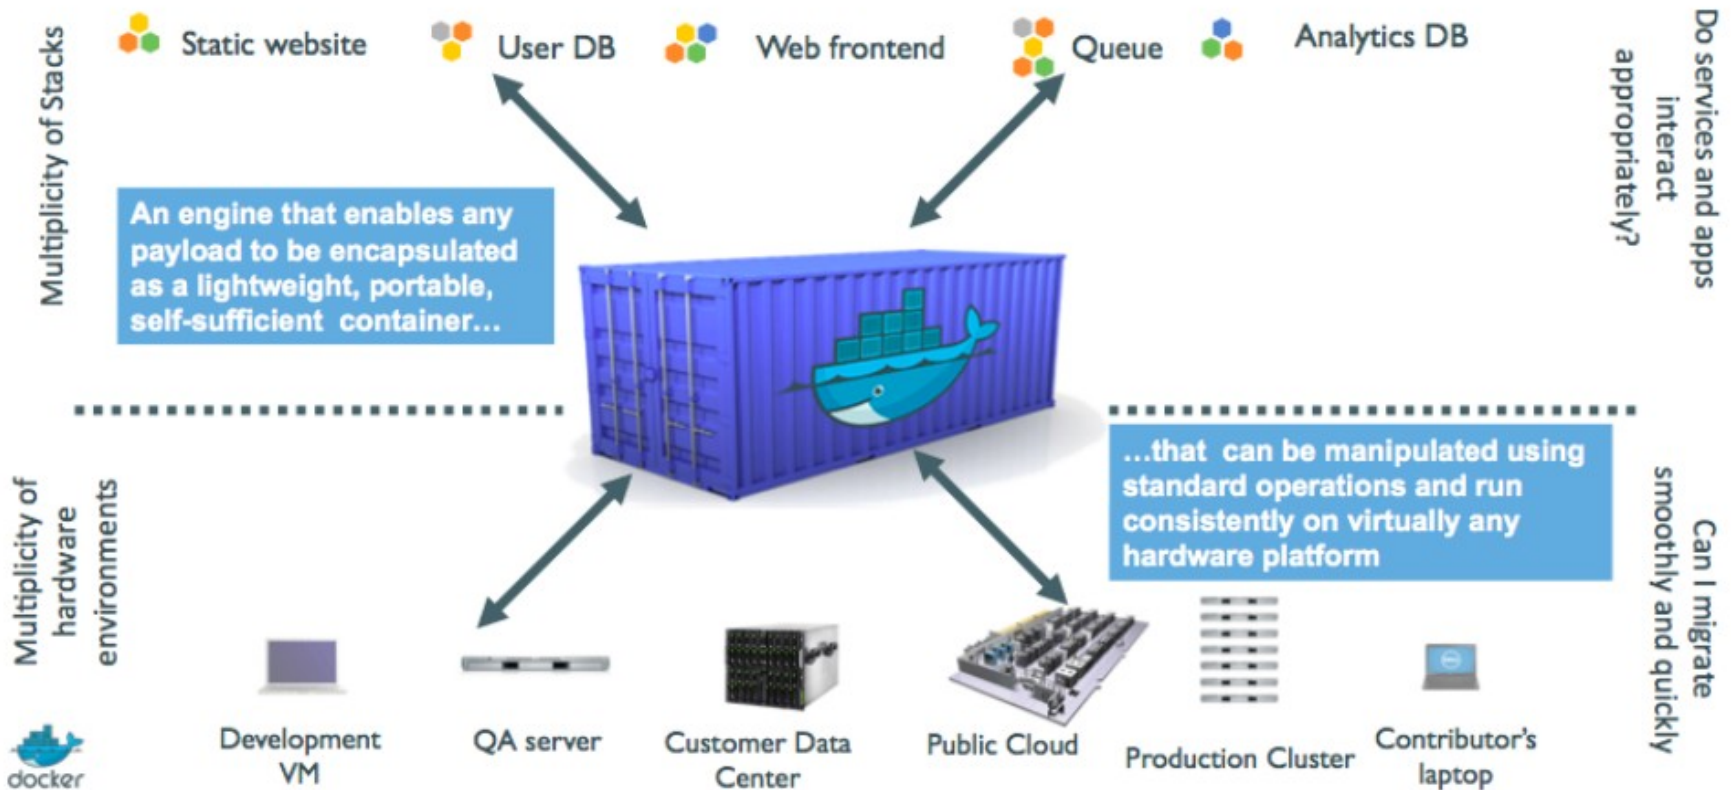 Static website
User DB
Web frontend
Queue
Analytics DB
Multiplicity of Stacks
Do services and apps
interact
appropriately?
An engine that enables any
payload to be encapsulated
as a lightweight, portable,
self-sufficient container...
...that can be manipulated using
standard operations and run
consistently on virtually any
hardware platform
Multiplicity of
hardware
environments
Can I migrate
smoothly and quickly
Development
VM
QA server
Customer Data
Center
Public Cloud
Production Cluster
Contributor's
laptop
docker